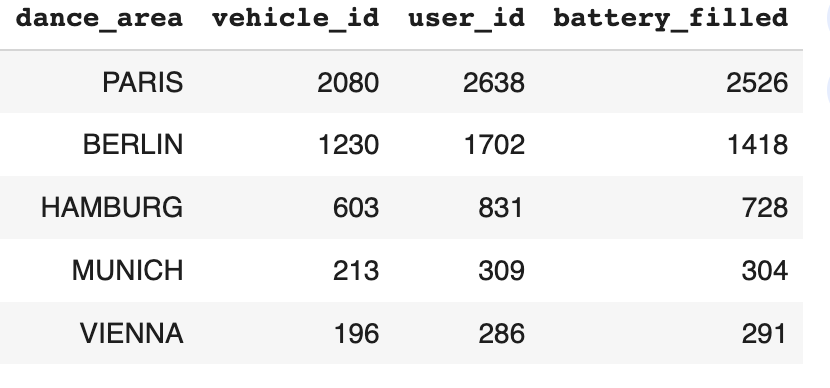 dance_area vehicle_id user_id battery_filled
PARIS 2080 2638 2526
BERLIN 1230 1702 1418
HAMBURG 603 831 728
MUNICH 213 309 304
VIENNA 196 286 291